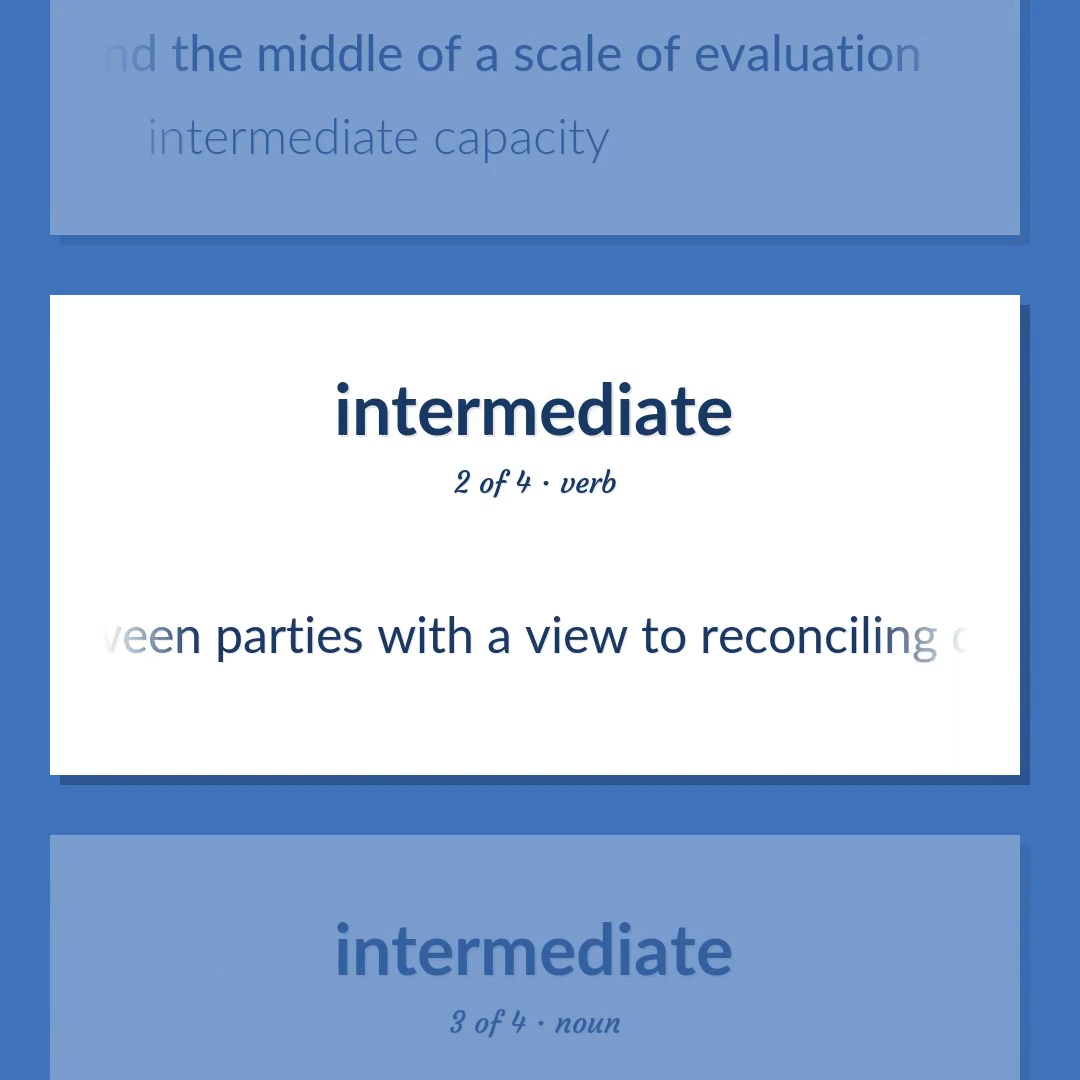 the middle of a scale of evaluation
intermediate capacity
intermediate
2 of 4 · verb
parties with a view to reconciling
intermediate
3 of 4 · noun